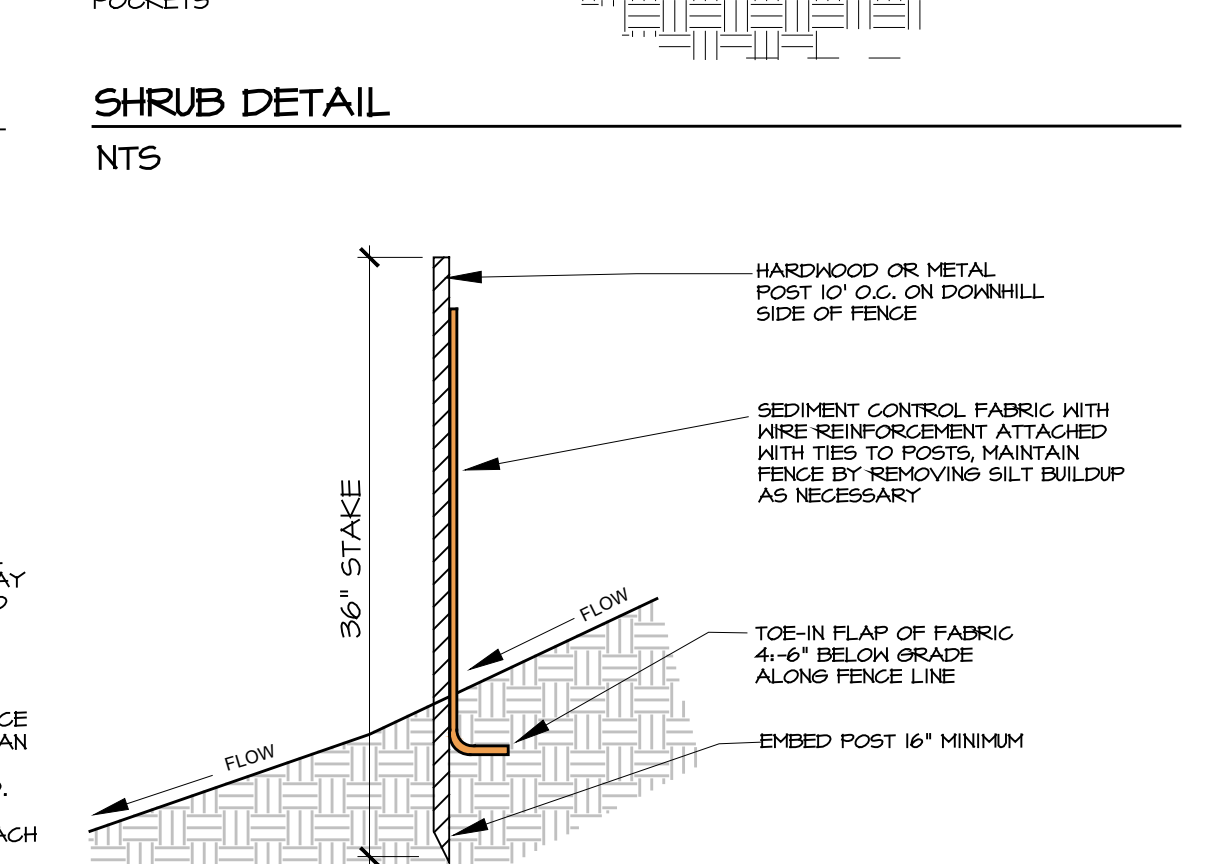 POCKETS
SHRUB DETAIL
NTS
HARDWOOD OR METAL
POST 10' O.C. ON DOWNHILL
SIDE OF FENCE
SEDIMENT CONTROL FABRIC WITH
WIRE REINFORCEMENT ATTACHED
WITH TIES TO POSTS, MAINTAIN
FENCE BY REMOVING SILT BUILDUP
AS NECESSARY
36" STAKE
FLOW
TOE-IN FLAP OF FABRIC
4:-6" BELOW GRADE
ALONG FENCE LINE
EMBED POST 16" MINIMUM
FLOW